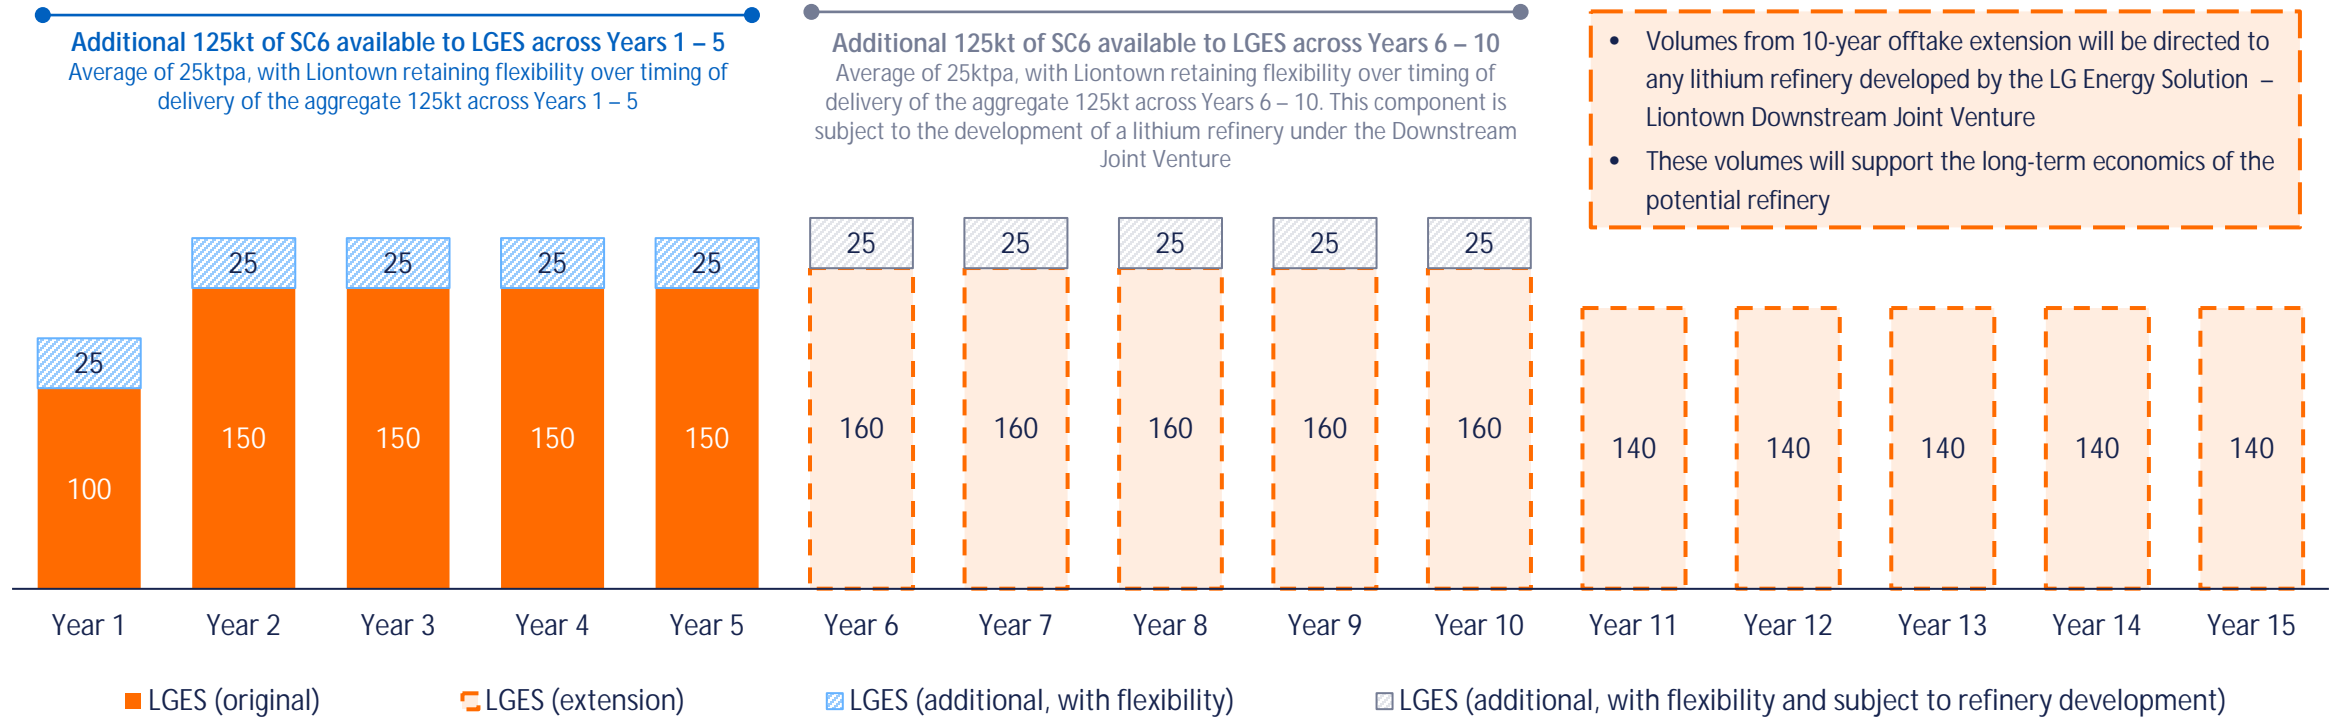 Additional 125kt of SC6 available to LGES across Years 1 – 5
Average of 25ktpa, with Liontown retaining flexibility over timing of
delivery of the aggregate 125kt across Years 1 – 5
Additional 125kt of SC6 available to LGES across Years 6 – 10
Average of 25ktpa, with Liontown retaining flexibility over timing of
delivery of the aggregate 125kt across Years 6 – 10. This component is
subject to the development of a lithium refinery under the Downstream
Joint Venture
• Volumes from 10-year offtake extension will be directed to
any lithium refinery developed by the LG Energy Solution –
Liontown Downstream Joint Venture
• These volumes will support the long-term economics of the
potential refinery
25 25 25 25 25 25 25 25 25 25
100 150 150 150 150 160 160 160 160 160 140 140 140 140 140
Year 1 Year 2 Year 3 Year 4 Year 5 Year 6 Year 7 Year 8 Year 9 Year 10 Year 11 Year 12 Year 13 Year 14 Year 15
LGES (original) LGES (extension) LGES (additional, with flexibility) LGES (additional, with flexibility and subject to refinery development)